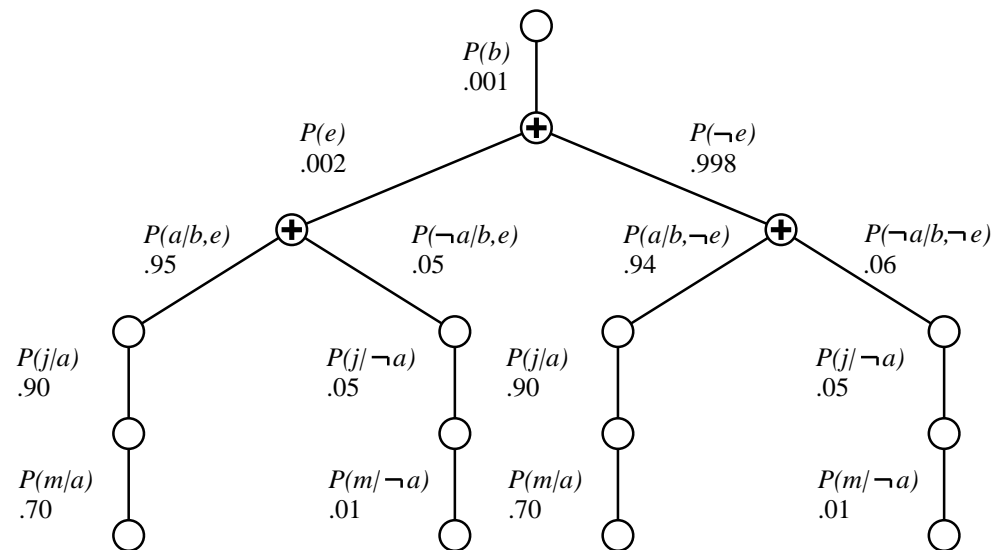 P(b)
.001
P(e)
.002
P(¬e)
.998
P(a/b,e)
.95
P(¬a/b,e)
.05
P(a/b,¬e)
.94
P(¬a/b,¬e)
.06
P(j/a)
.90
P(j/¬a)
.05
P(j/a)
.90
P(j/¬a)
.05
P(m/a)
.70
P(m/¬a)
.01
P(m/a)
.70
P(m/¬a)
.01